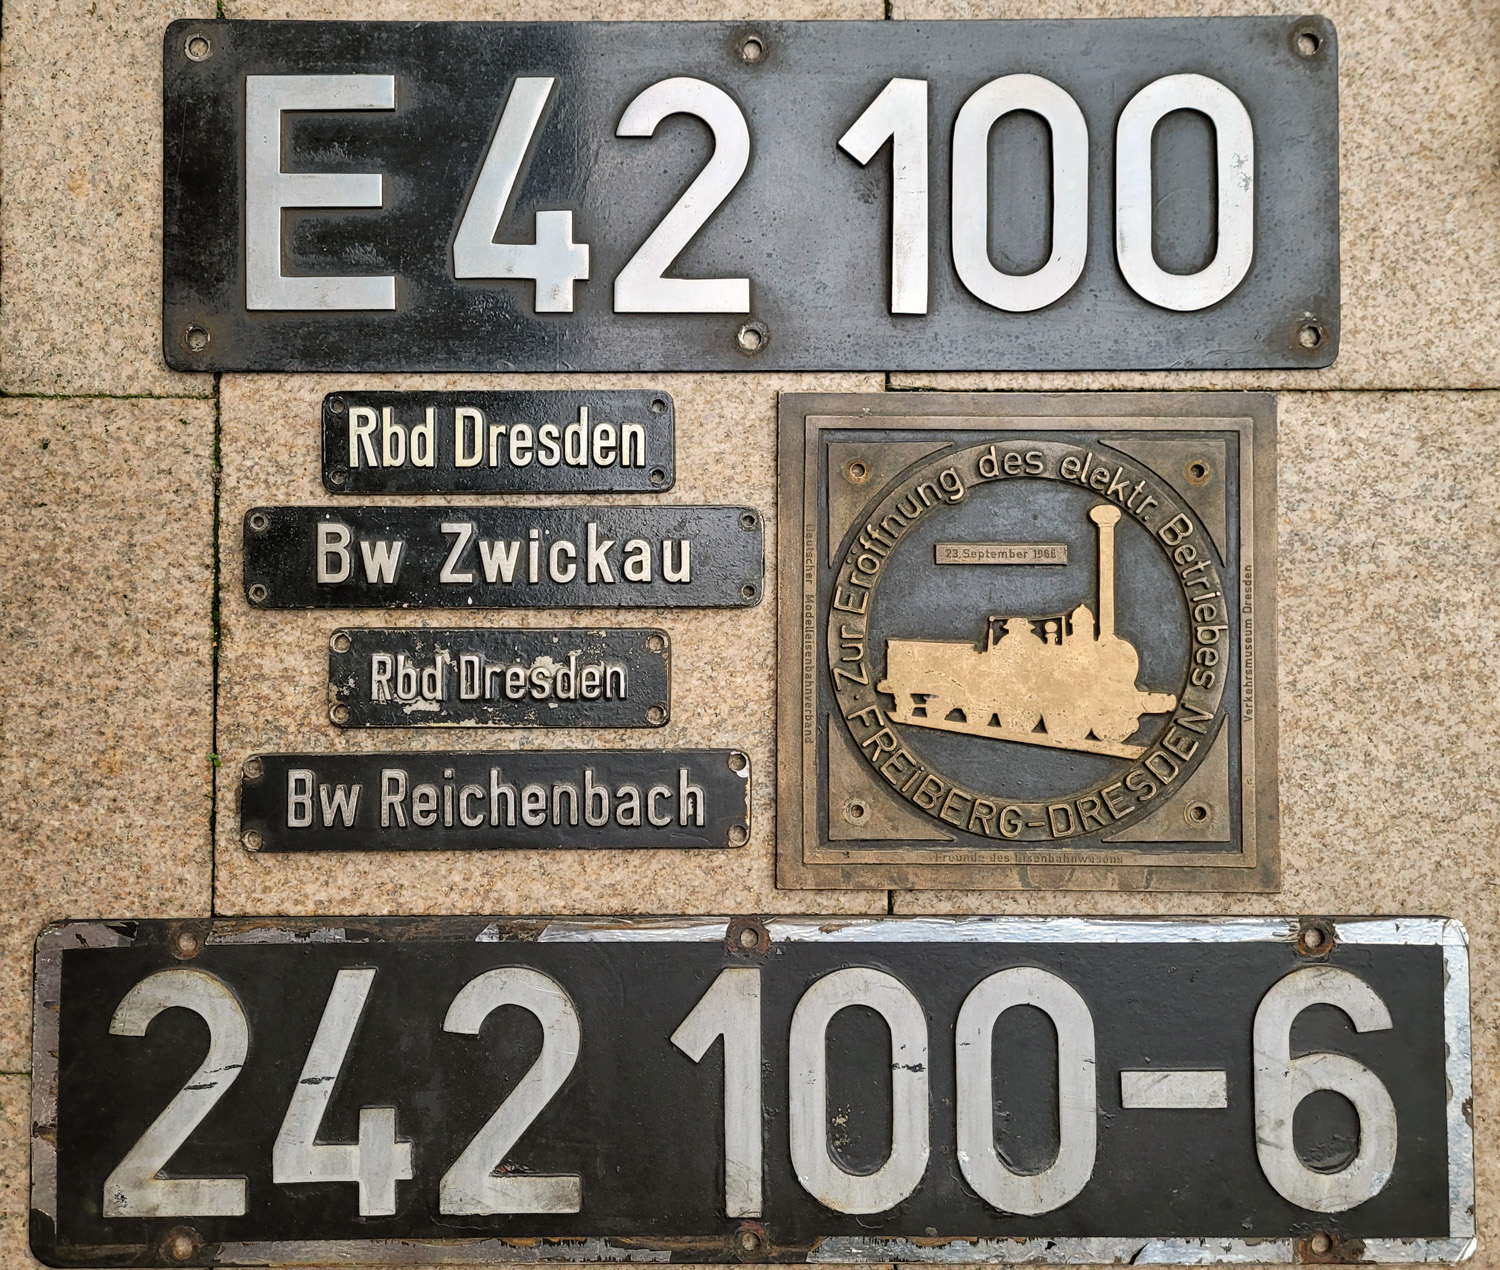 E 42 100
Rbd Dresden
Bw Zwickau
Rbd Dresden
Bw Reichenbach
Zur Eröffnung des elektr. Betriebes
23. September 1966
FREIBERG-DRESDEN
Deutscher Modelleisenbahnverband
Verkehrsmuseum Dresden
Freunde des Eisenbahnwesens
242 100-6